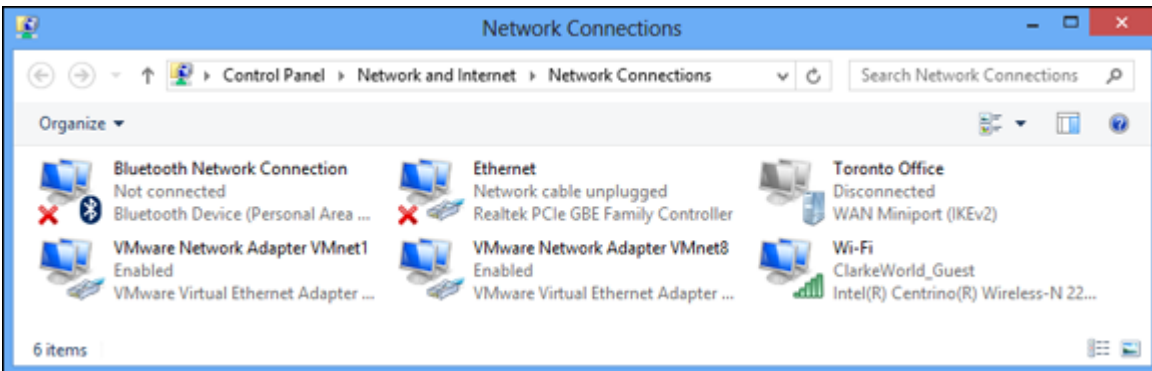 Network Connections
Control Panel Network and Internet Network Connections Search Network Connections
Organize
Bluetooth Network Connection
Not connected
Bluetooth Device (Personal Area ...
Ethernet
Network cable unplugged
Realtek PCIe GBE Family Controller
Toronto Office
Disconnected
WAN Miniport (IKEv2)
VMware Network Adapter VMnet1
Enabled
VMware Virtual Ethernet Adapter ...
VMware Network Adapter VMnet8
Enabled
VMware Virtual Ethernet Adapter ...
Wi-Fi
ClarkeWorld_Guest
Intel(R) Centrino(R) Wireless-N 22...
6 items